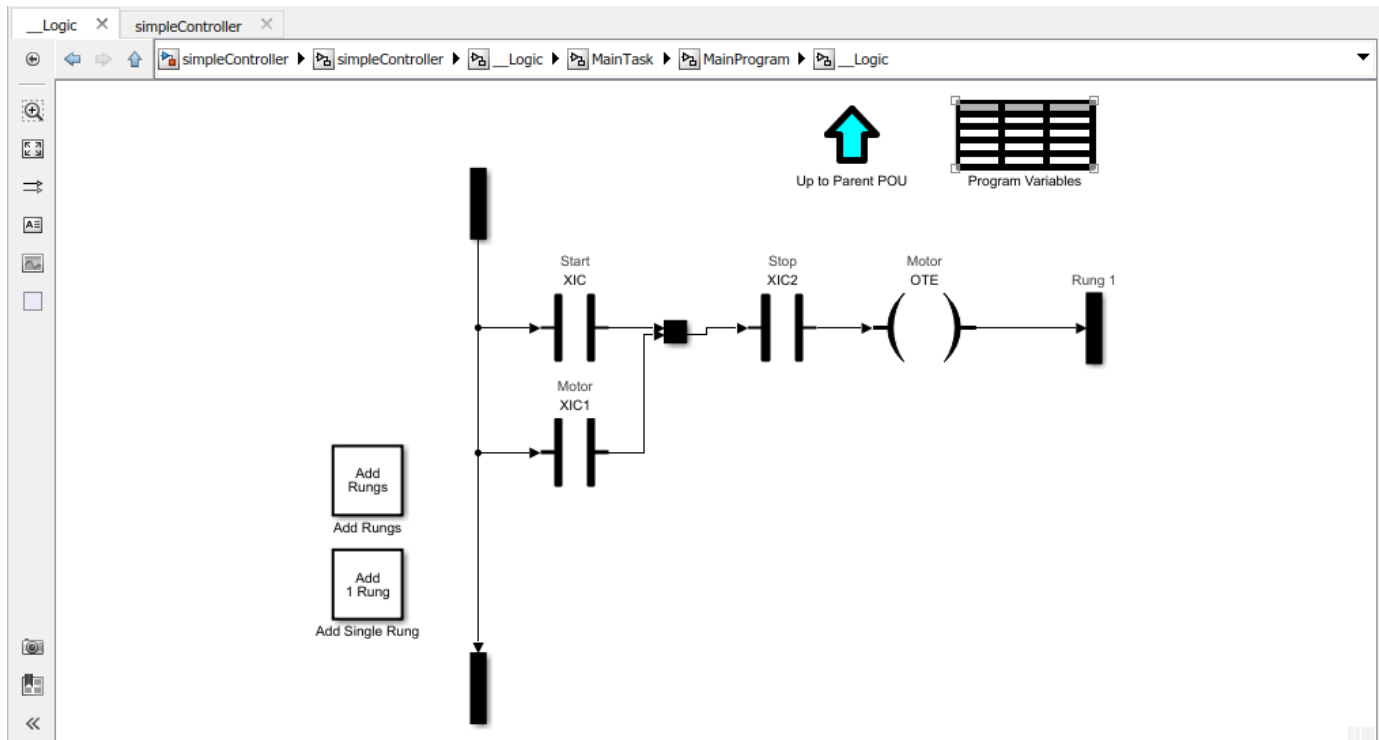 __Logic
simpleController
simpleController simpleController __Logic MainTask MainProgram __Logic
Up to Parent POU
Program Variables
Start
XIC
Stop
XIC2
Motor
OTE
Rung 1
Motor
XIC1
Add
Rungs
Add Rungs
Add
1 Rung
Add Single Rung